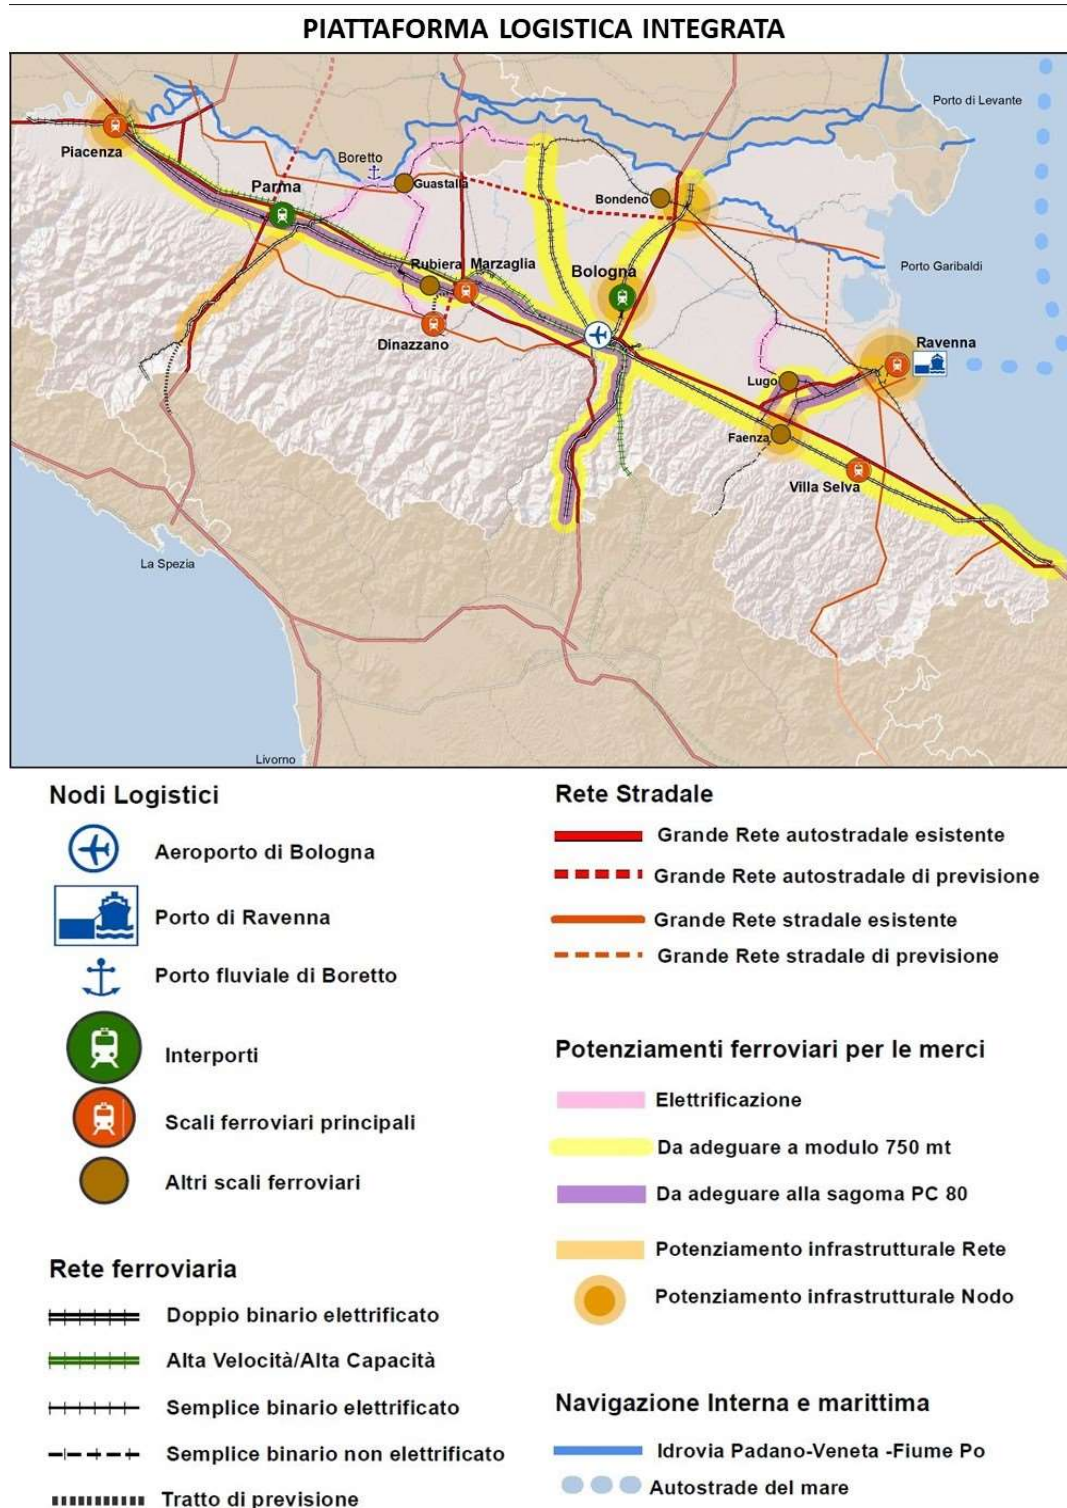 PIATTAFORMA LOGISTICA INTEGRATA
Porto di Levante
Piacenza
Boretto
Parma
Guastalla
Bondeno
Rubiera
Marzaglia
Bologna
Porto Garibaldi
Dinazzano
Ravenna
Lugo
Faenza
Villa Selva
La Spezia
Livorno
Nodi Logistici
Aeroporto di Bologna
Porto di Ravenna
Porto fluviale di Boretto
Interporti
Scali ferroviari principali
Altri scali ferroviari
Rete ferroviaria
Doppio binario elettrificato
Alta Velocità/Alta Capacità
Semplice binario elettrificato
Semplice binario non elettrificato
Tratto di previsione
Rete Stradale
Grande Rete autostradale esistente
Grande Rete autostradale di previsione
Grande Rete stradale esistente
Grande Rete stradale di previsione
Potenziamenti ferroviari per le merci
Elettrificazione
Da adeguare a modulo 750 mt
Da adeguare alla sagoma PC 80
Potenziamento infrastrutturale Rete
Potenziamento infrastrutturale Nodo
Navigazione Interna e marittima
Idrovia Padano-Veneta -Fiume Po
Autostrade del mare